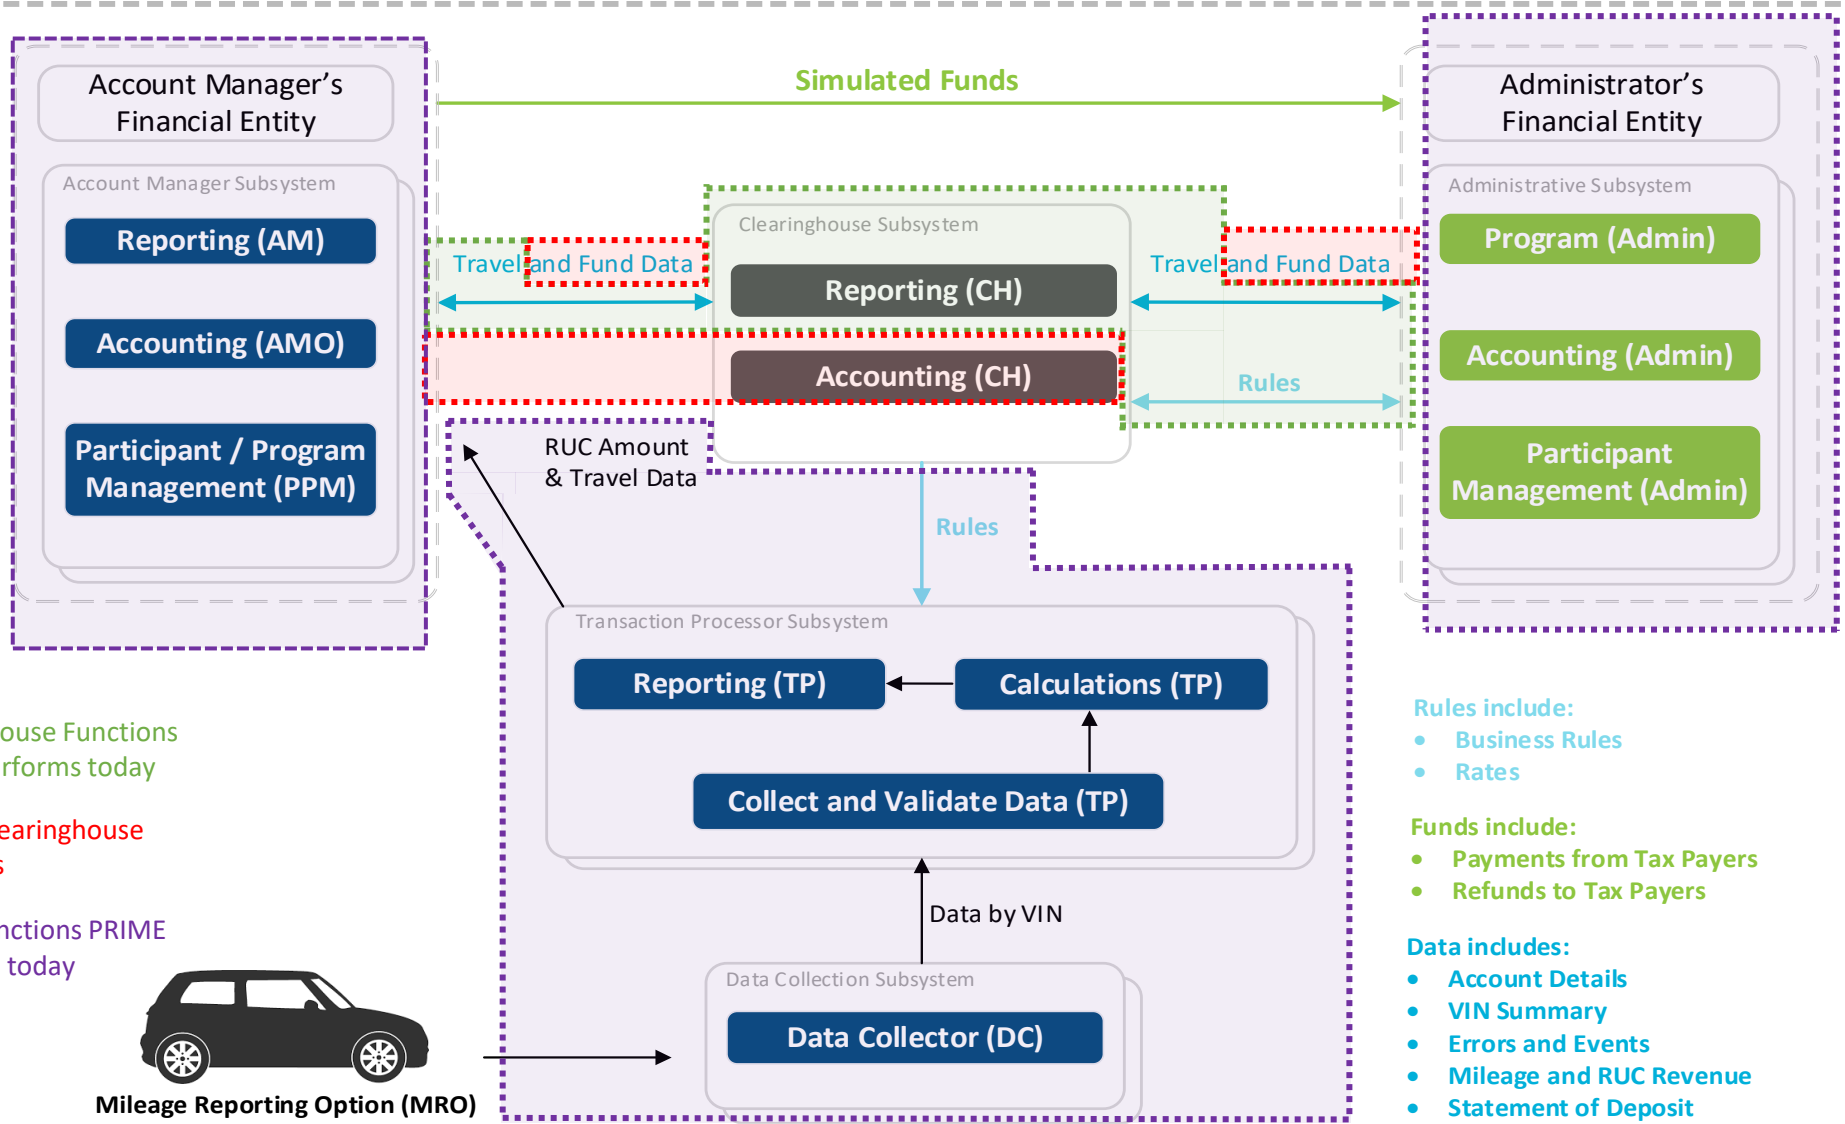 Account Manager's
Financial Entity
Simulated Funds
Administrator's
Financial Entity
Account Manager Subsystem
Reporting (AM)
Accounting (AMO)
Participant / Program
Management (PPM)
Travel and Fund Data
Clearinghouse Subsystem
Reporting (CH)
Accounting (CH)
Travel and Fund Data
Rules
Administrative Subsystem
Program (Admin)
Accounting (Admin)
Participant
Management (Admin)
RUC Amount
& Travel Data
Rules
Transaction Processor Subsystem
Reporting (TP)
Calculations (TP)
Collect and Validate Data (TP)
Data by VIN
Data Collection Subsystem
Data Collector (DC)
ouse Functions
rforms today
earinghouse
s
nctions PRIME
today
Mileage Reporting Option (MRO)
Rules include:
• Business Rules
• Rates
Funds include:
• Payments from Tax Payers
• Refunds to Tax Payers
Data includes:
• Account Details
• VIN Summary
• Errors and Events
• Mileage and RUC Revenue
• Statement of Deposit